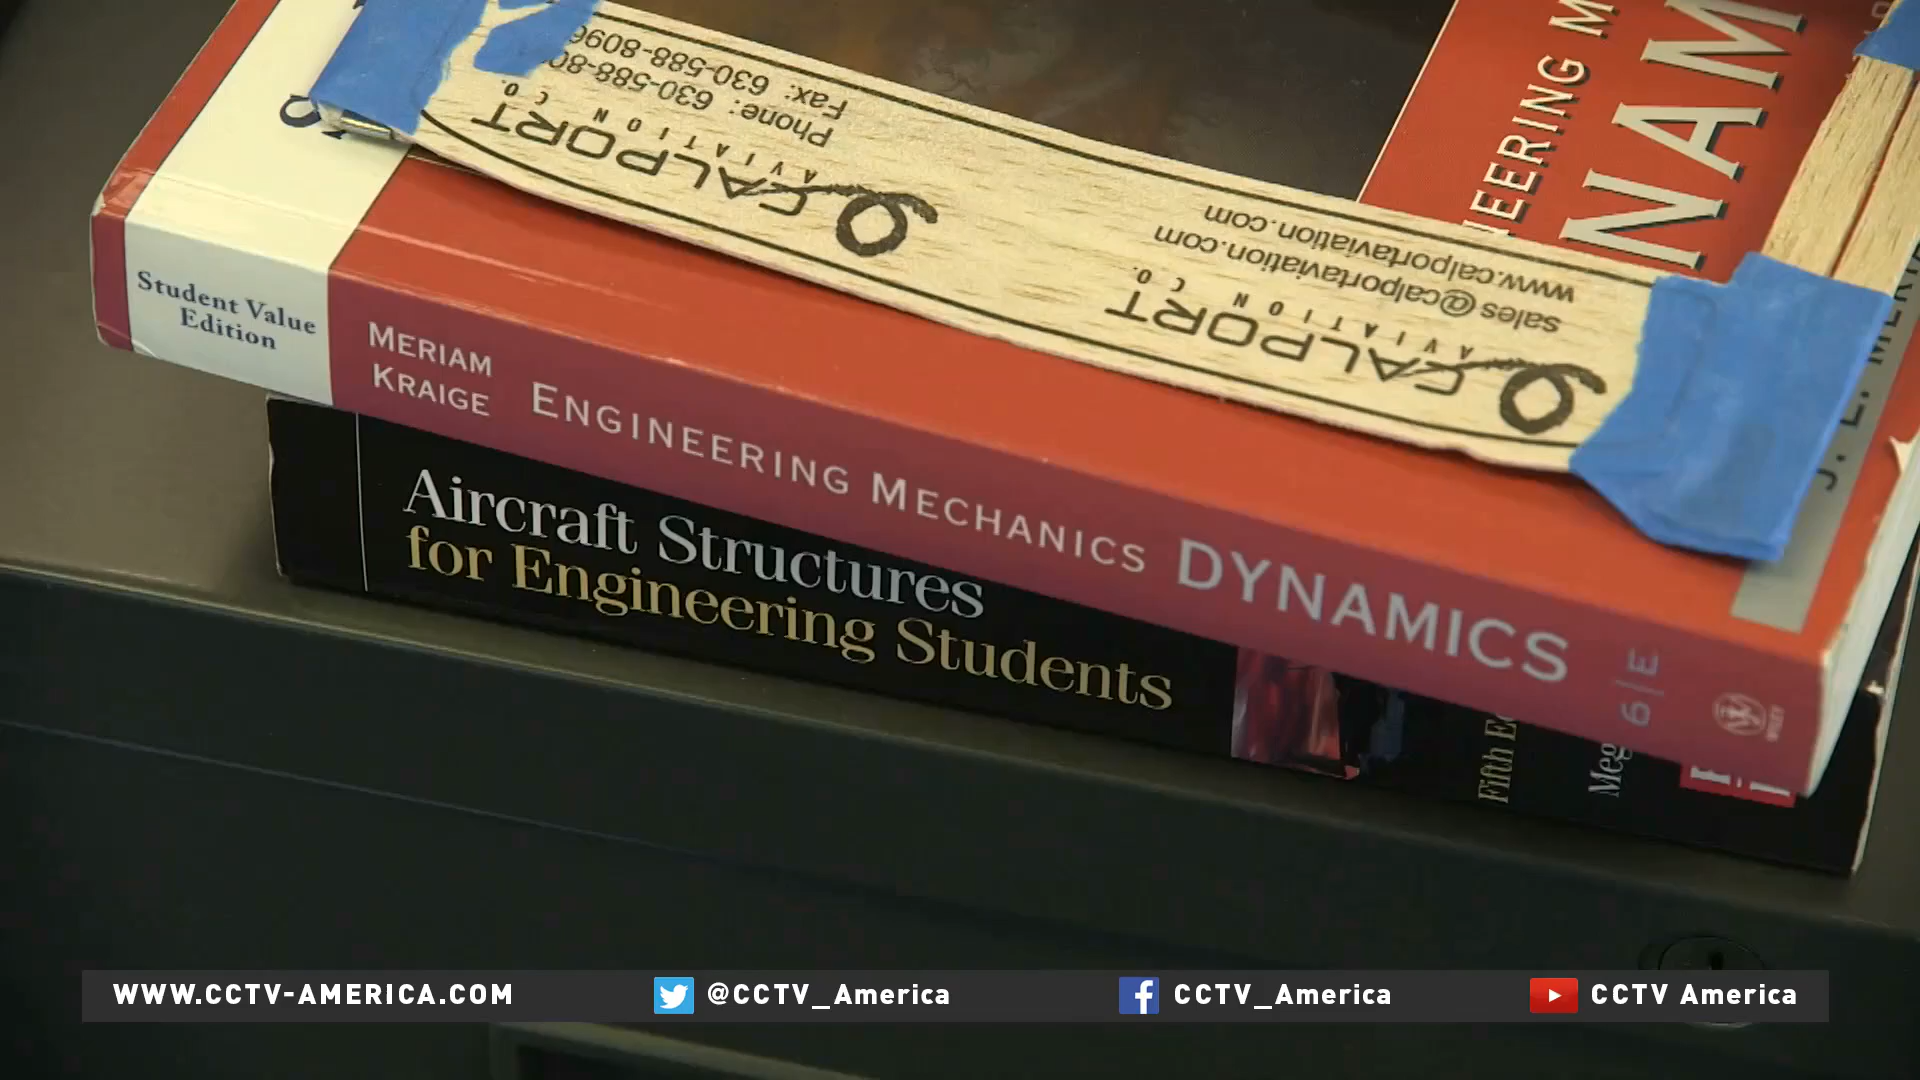 Phone: 630-588-80
Fax: 630-588-8096
CALPORT
AVIATION CO.
sales@calportaviation.com
www.calportaviation.com
CALPORT
AVIATION CO.
NAM
Student Value
Edition
MERIAM
KRAIGE
ENGINEERING MECHANICS DYNAMICS
6|E
WILEY
Aircraft Structures
for Engineering Students
Fifth
Meg
WWW.CCTV-AMERICA.COM
@CCTV_America
CCTV_America
CCTV America